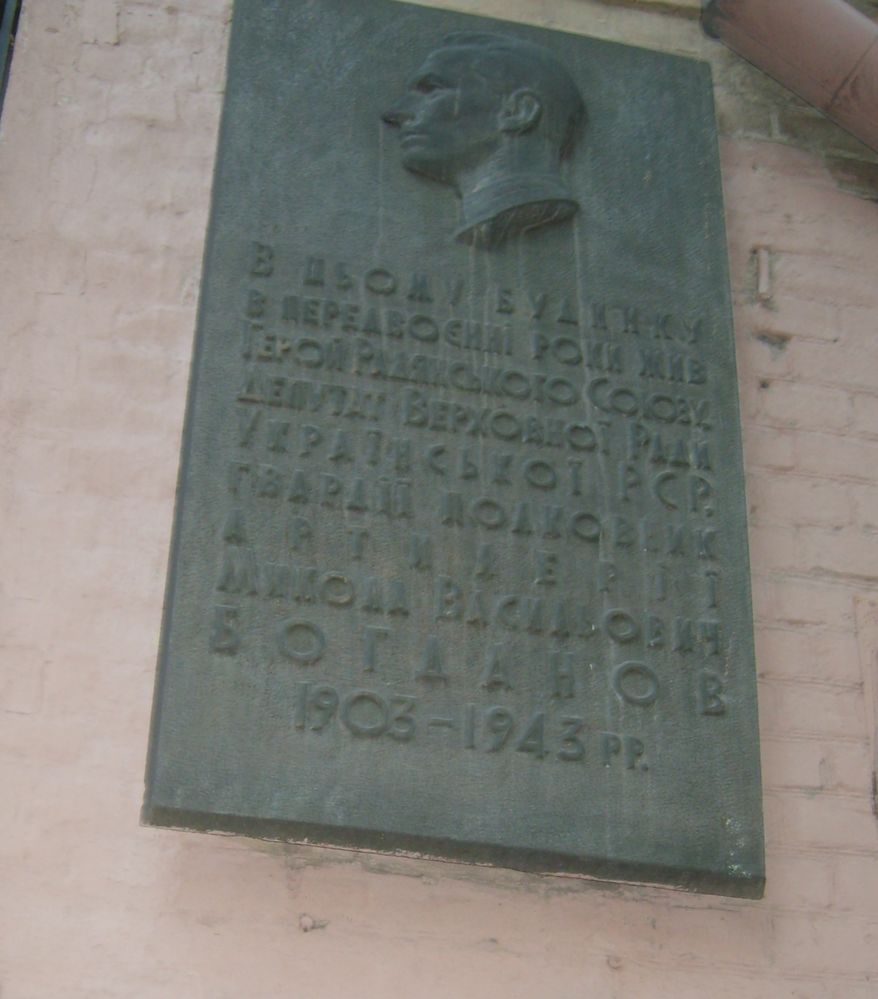 В ЦЬОМУ БУДИНКУ
В ПЕРЕДВОЄННІ РОКИ ЖИВ
ГЕРОЙ РАДЯНСЬКОГО СОЮЗУ,
ДЕПУТАТ ВЕРХОВНОЇ РАДИ
УКРАЇНСЬКОЇ РСР,
ГВАРДІЇ ПОЛКОВНИК
АРТИЛЕРІЇ
МИКОЛА ВАСИЛЬОВИЧ
БОГДАНОВ
1903-1943 РР.